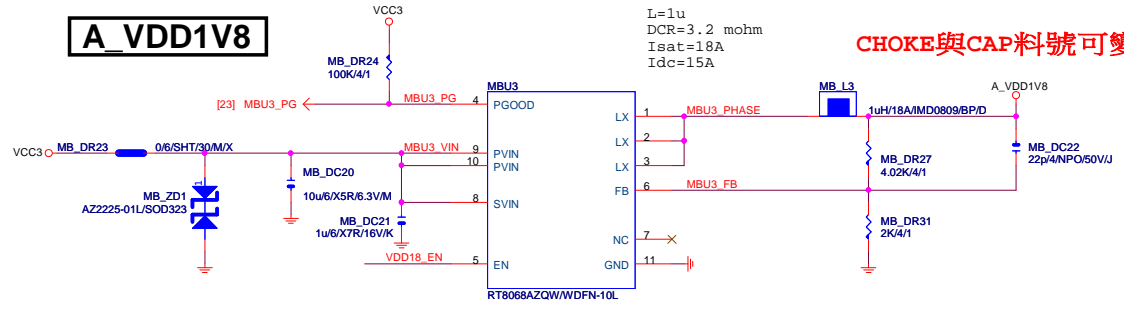 A_VDD1V8
VCC3
MB_DR24
100K/4/1
[23] MBU3_PG
MBU3_PG
L=1u
DCR=3.2 mohm
Isat=18A
Idc=15A
CHOKE與CAP料號可
MBU3
4 PGOOD
LX 1
LX 2
LX 3
MBU3_PHASE
MB_L3
1uH/18A/IMD0809/BP/D
A_VDD1V8
MB_DC22
22p/4/NPO/50V/J
MB_DR27
4.02K/4/1
VCC3
MB_DR23
0/6/SHT/30/M/X
MBU3_VIN
9 PVIN
10 PVIN
MB_DC20
10u/6/X5R/6.3V/M
1
MB_ZD1
AZ2225-01L/SOD323
8 SVIN
MB_DC21
1u/6/X7R/16V/K
FB 6
MBU3_FB
MB_DR31
2K/4/1
NC 7
VDD18_EN
5 EN
GND 11
RT8068AZQW/WDFN-10L